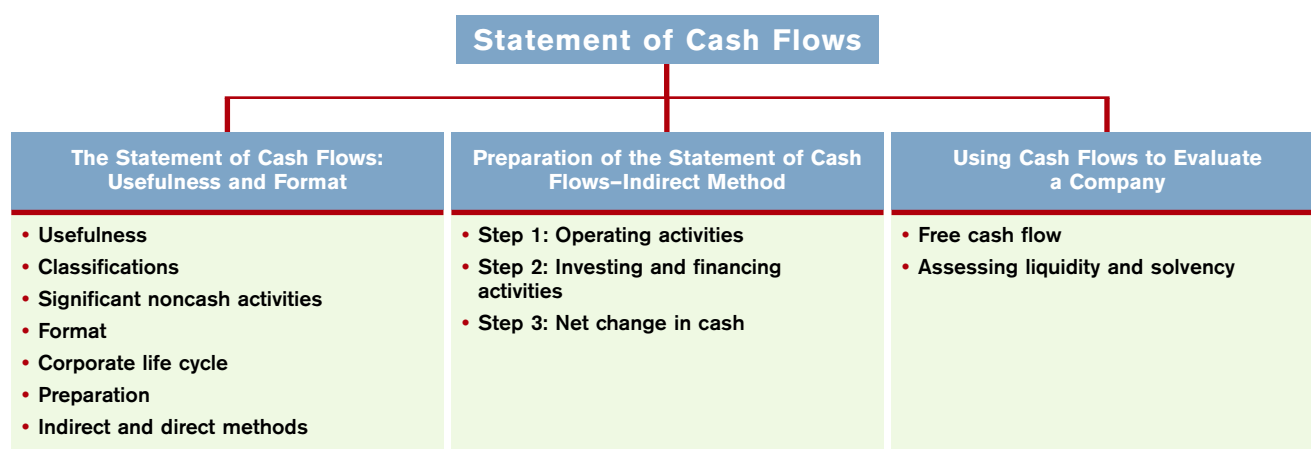 Statement of Cash Flows
The Statement of Cash Flows:
Usefulness and Format
• Usefulness
• Classifications
• Significant noncash activities
• Format
• Corporate life cycle
• Preparation
• Indirect and direct methods
Preparation of the Statement of Cash
Flows–Indirect Method
• Step 1: Operating activities
• Step 2: Investing and financing
activities
• Step 3: Net change in cash
Using Cash Flows to Evaluate
a Company
• Free cash flow
• Assessing liquidity and solvency